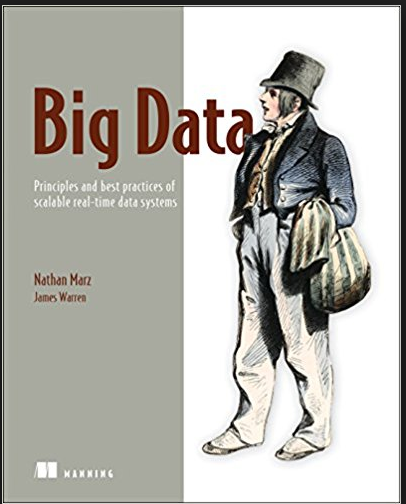 Big Data
Principles and best practices of
scalable real-time data systems
Nathan Marz
James Warren
MANNING